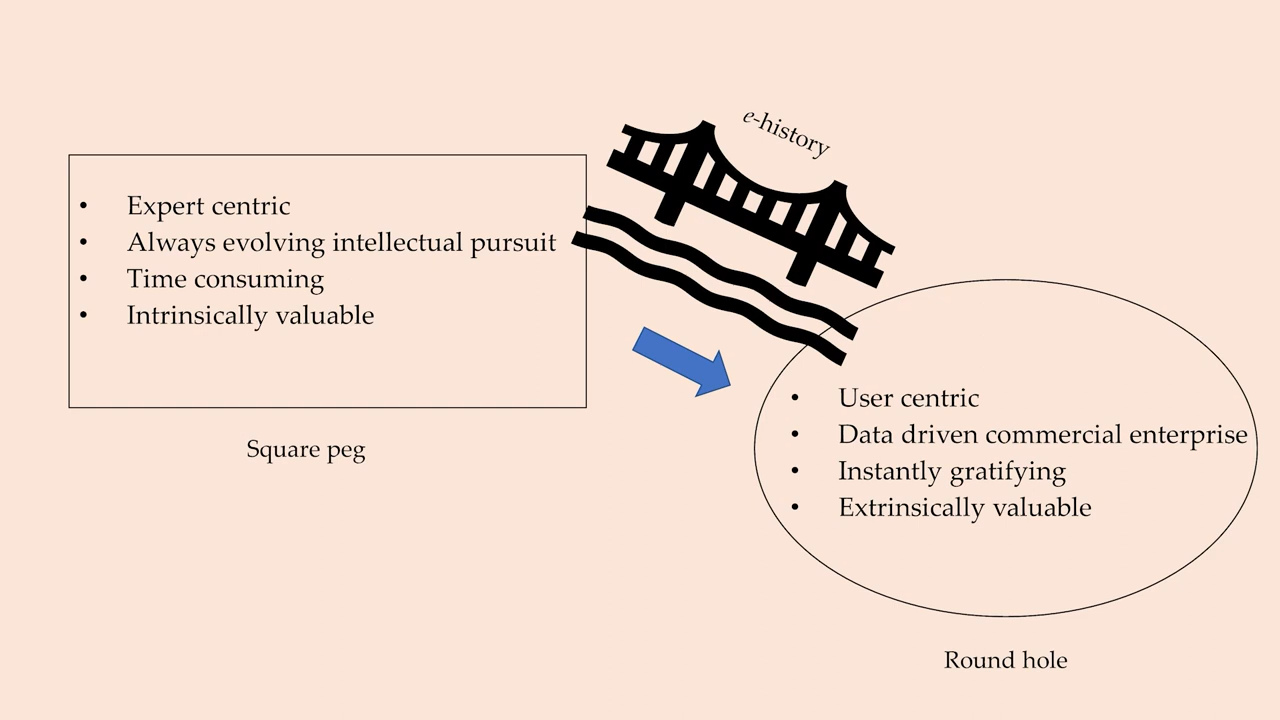 e-history
• Expert centric
• Always evolving intellectual pursuit
• Time consuming
• Intrinsically valuable
Square peg
• User centric
• Data driven commercial enterprise
• Instantly gratifying
• Extrinsically valuable
Round hole